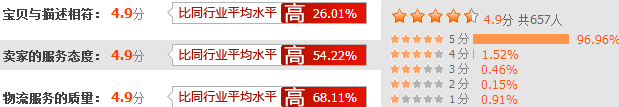 宝贝与描述相符： 4.9分 比同行业平均水平 高 26.01%
卖家的服务态度： 4.9分 比同行业平均水平 高 54.22%
物流服务的质量： 4.9分 比同行业平均水平 高 68.11%
4.9分 共657人
5分 96.96%
4分 1.52%
3分 0.46%
2分 0.15%
1分 0.91%